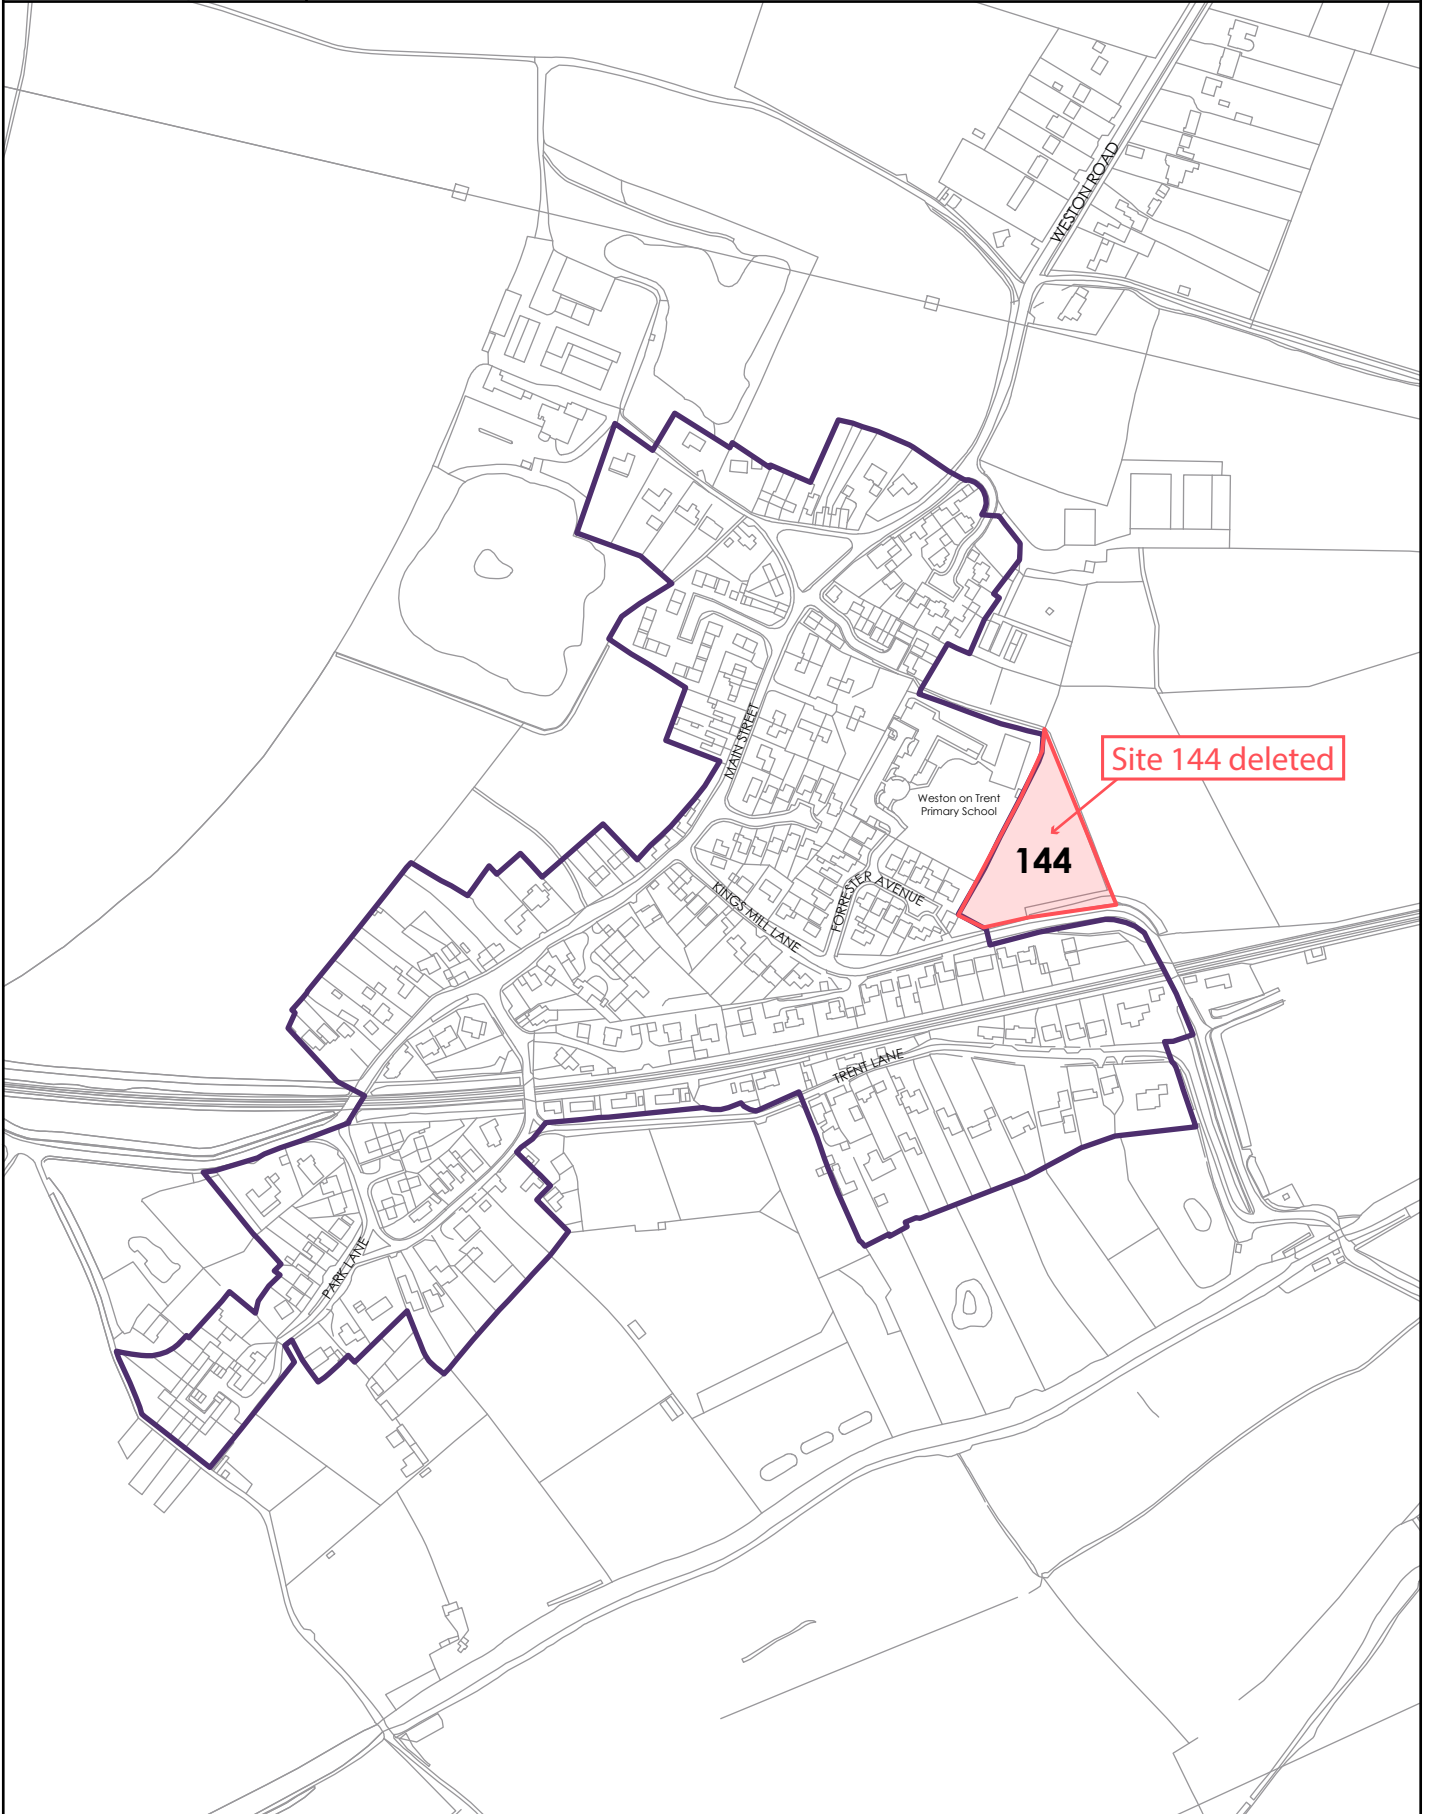 WESTON ROAD
MAIN STREET
Site 144 deleted
Weston on Trent
Primary School
144
FORRESTER AVENUE
KINGS MILL LANE
TRENT LANE
PARK LANE